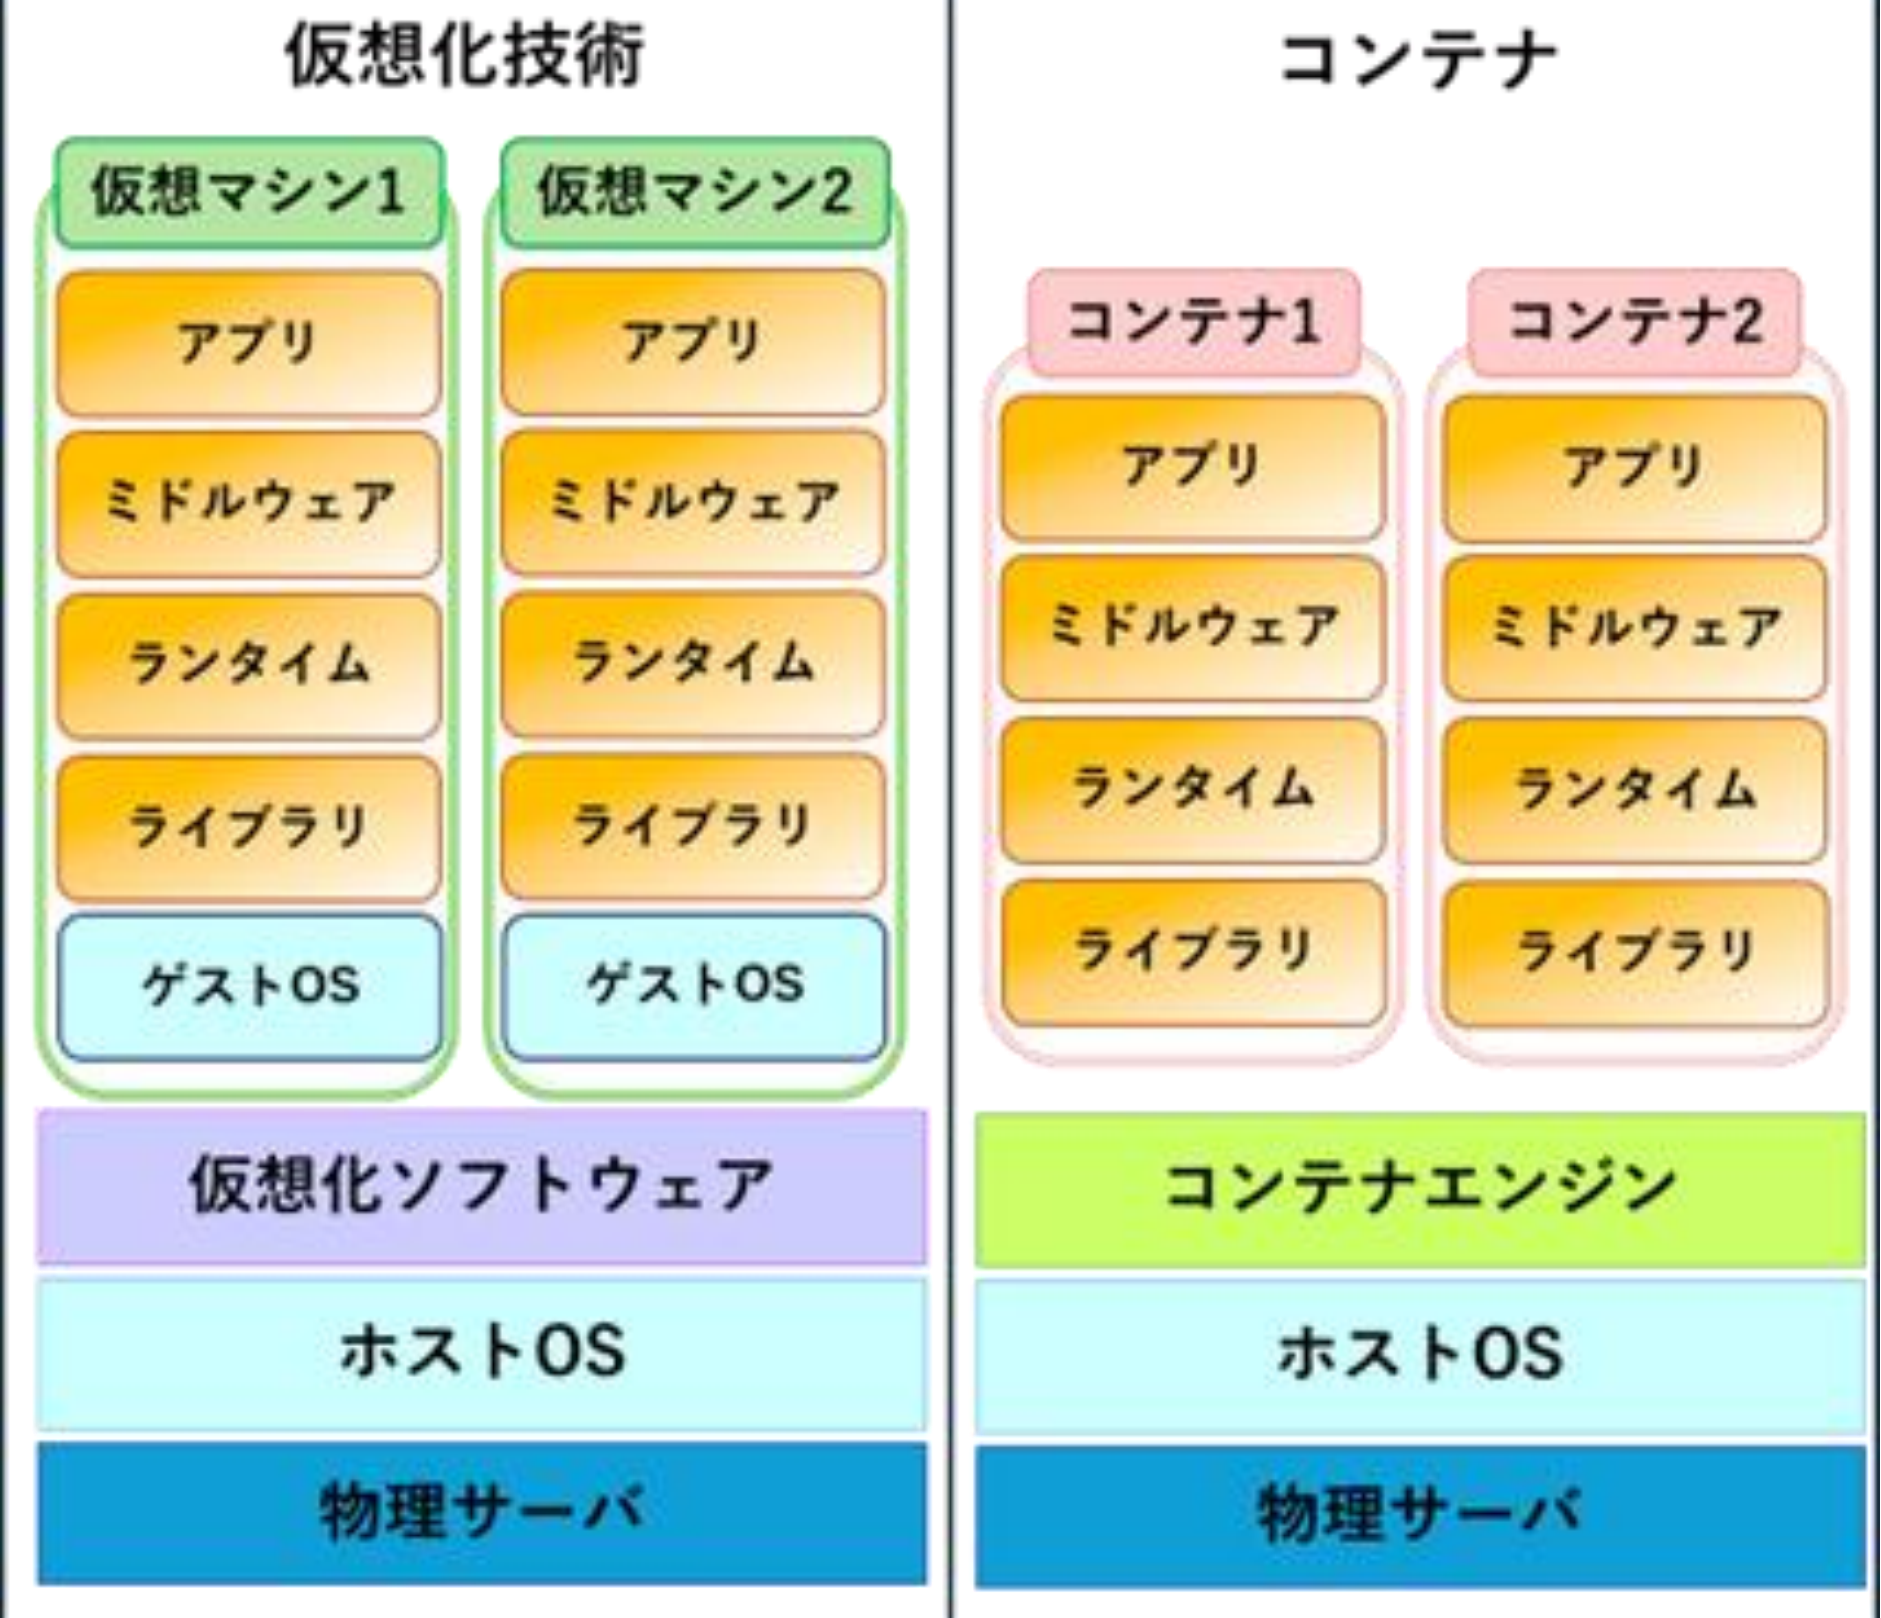 仮想化技術
仮想マシン1
アプリ
ミドルウェア
ランタイム
ライブラリ
ゲストOS
仮想マシン2
アプリ
ミドルウェア
ランタイム
ライブラリ
ゲストOS
仮想化ソフトウェア
ホストOS
物理サーバ
コンテナ
コンテナ1
アプリ
ミドルウェア
ランタイム
ライブラリ
コンテナ2
アプリ
ミドルウェア
ランタイム
ライブラリ
コンテナエンジン
ホストOS
物理サーバ